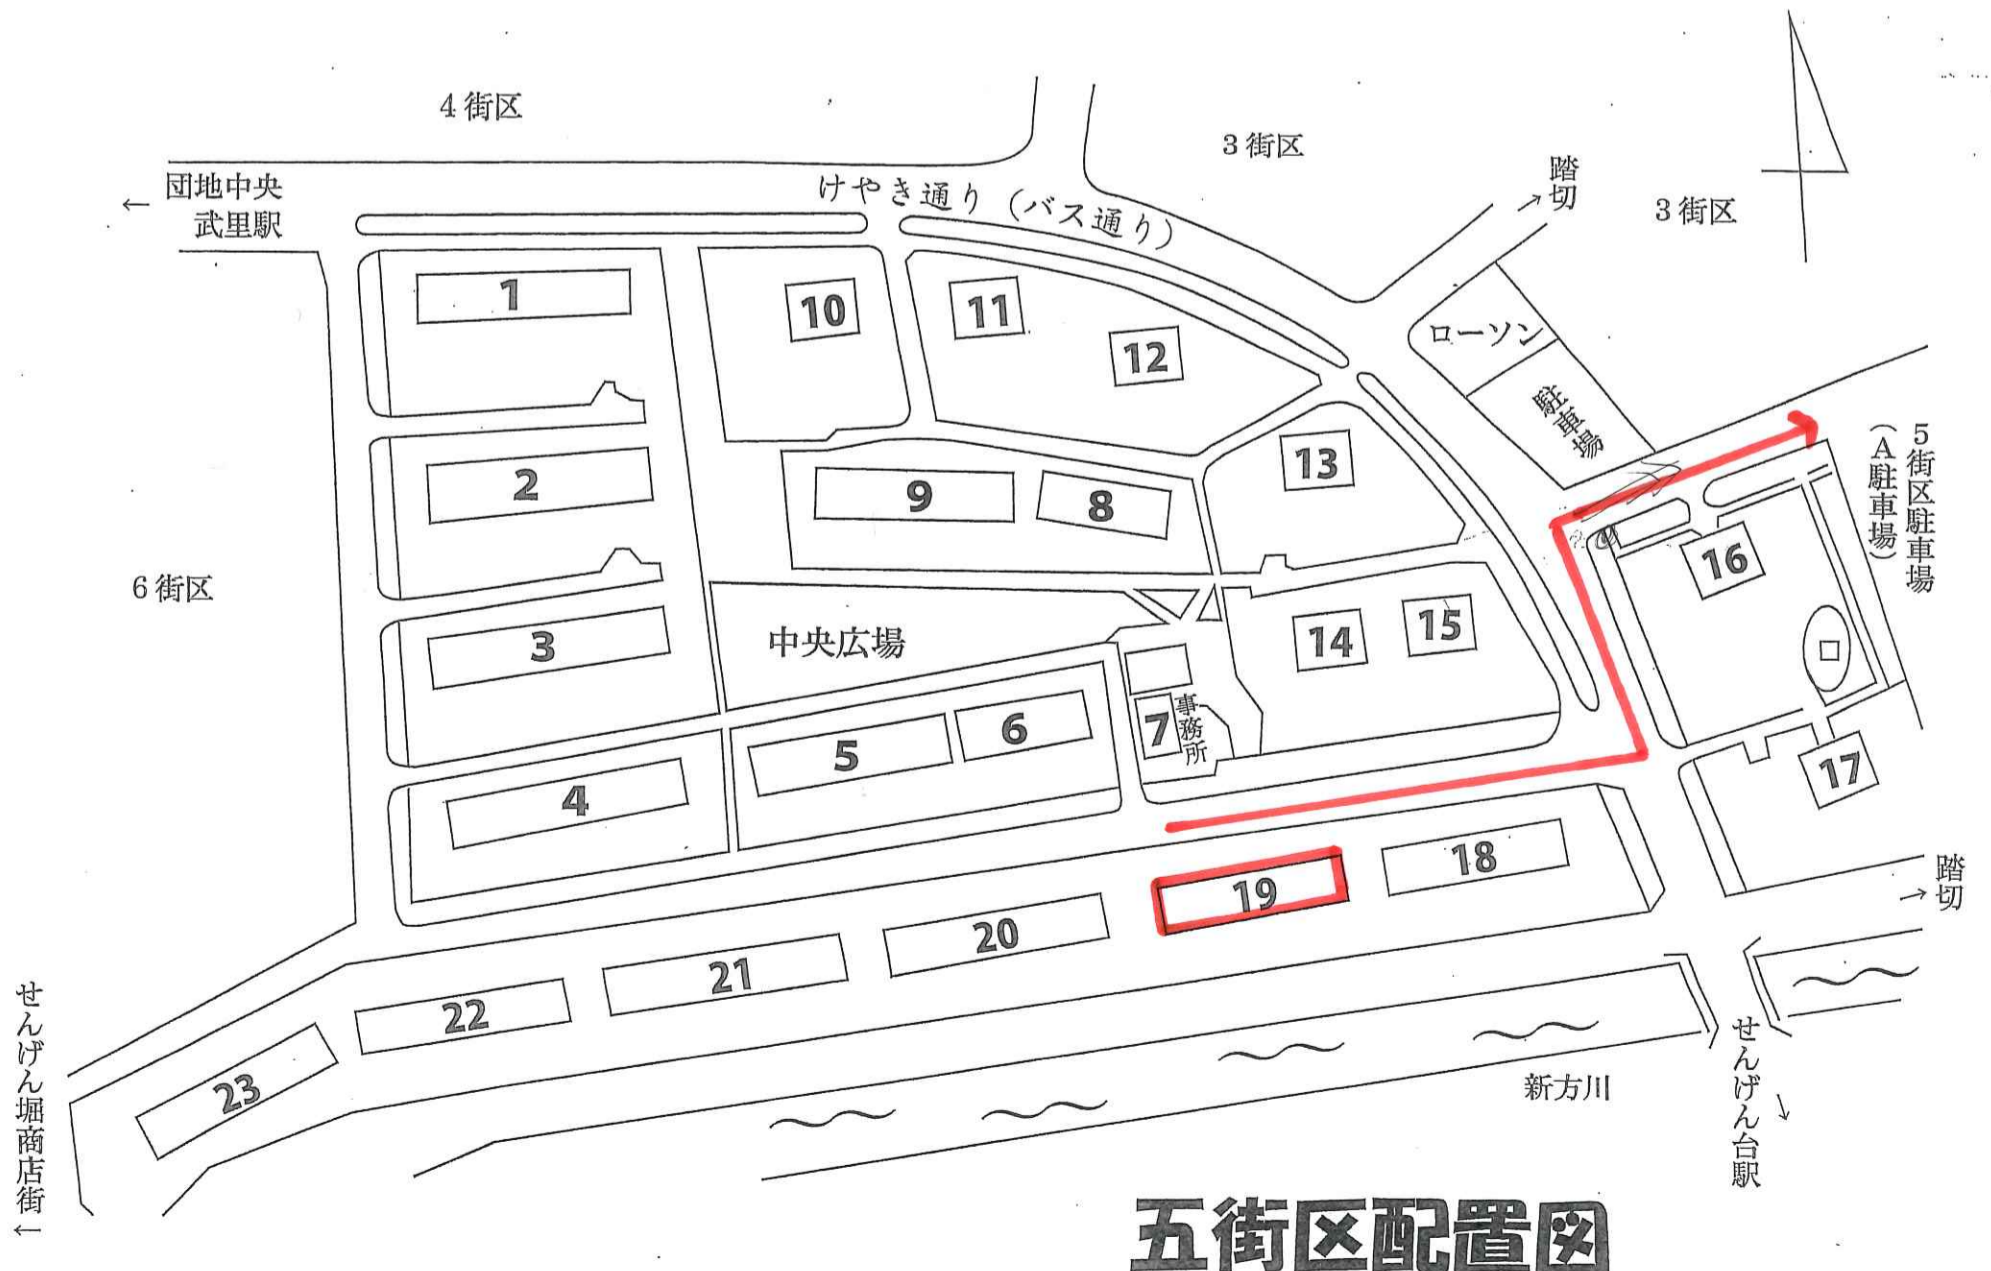 4街区
3街区
踏切
→
3街区
団地中央
←
武里駅
けやき通り（バス通り）
1
10
11
12
ローソン
駐車場
5街区駐車場
（A駐車場）
2
9
8
13
16
6街区
3
中央広場
14
15
7
事務所
4
5
6
17
18
19
20
21
22
23
踏切
→
せんげん堀商店街←
新方川
せんげん台駅→
五街区配置図